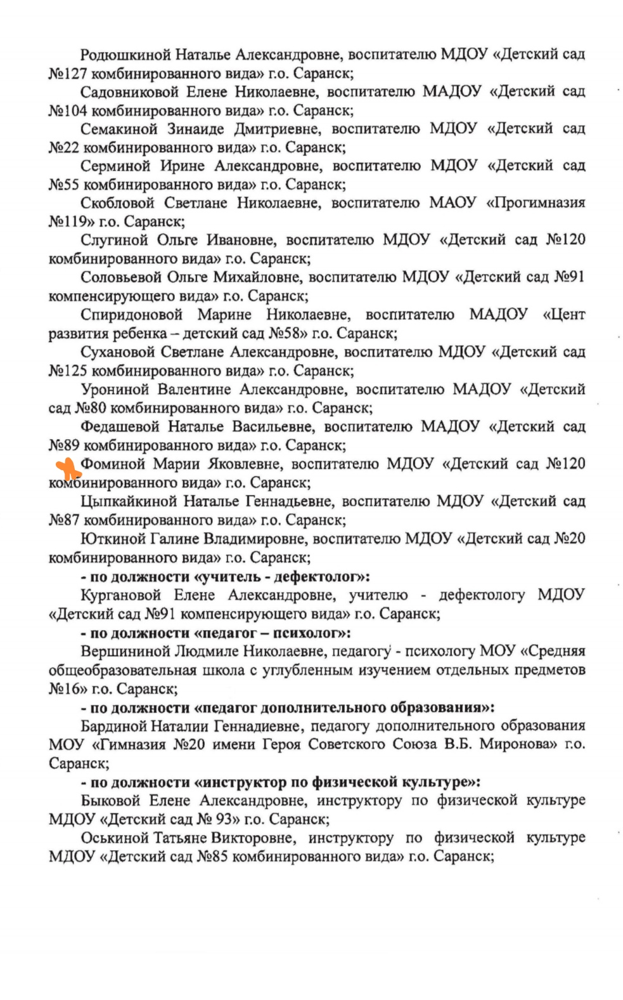 Родюшкиной Наталье Александровне, воспитателю МДОУ «Детский сад
№127 комбинированного вида» г.о. Саранск;
Садовниковой Елене Николаевне, воспитателю МАДОУ «Детский сад
№104 комбинированного вида» г.о. Саранск;
Семакиной Зинаиде Дмитриевне, воспитателю МДОУ «Детский сад
№22 комбинированного вида» г.о. Саранск;
Серминой Ирине Александровне, воспитателю МДОУ «Детский сад
№55 комбинированного вида» г.о. Саранск;
Скобловой Светлане Николаевне, воспитателю МАОУ «Прогимназия
№119» г.о. Саранск;
Слугиной Ольге Ивановне, воспитателю МДОУ «Детский сад №120
комбинированного вида» г.о. Саранск;
Соловьевой Ольге Михайловне, воспитателю МДОУ «Детский сад №91
компенсирующего вида» г.о. Саранск;
Спиридоновой Марине Николаевне, воспитателю МАДОУ «Цент
развития ребенка – детский сад №58» г.о. Саранск;
Сухановой Светлане Александровне, воспитателю МДОУ «Детский сад
№125 комбинированного вида» г.о. Саранск;
Урониной Валентине Александровне, воспитателю МАДОУ «Детский
сад №80 комбинированного вида» г.о. Саранск;
Федашевой Наталье Васильевне, воспитателю МАДОУ «Детский сад
№89 комбинированного вида» г.о. Саранск;
Фоминой Марии Яковлевне, воспитателю МДОУ «Детский сад №120
комбинированного вида» г.о. Саранск;
Цыпкайкиной Наталье Геннадьевне, воспитателю МДОУ «Детский сад
№87 комбинированного вида» г.о. Саранск;
Юткиной Галине Владимировне, воспитателю МДОУ «Детский сад №20
комбинированного вида» г.о. Саранск;
- по должности «учитель - дефектолог»:
Кургановой Елене Александровне, учителю - дефектологу МДОУ
«Детский сад №91 компенсирующего вида» г.о. Саранск;
- по должности «педагог – психолог»:
Вершининой Людмиле Николаевне, педагогу - психологу МОУ «Средняя
общеобразовательная школа с углубленным изучением отдельных предметов
№16» г.о. Саранск;
- по должности «педагог дополнительного образования»:
Бардиной Наталии Геннадиевне, педагогу дополнительного образования
МОУ «Гимназия №20 имени Героя Советского Союза В.Б. Миронова» г.о.
Саранск;
- по должности «инструктор по физической культуре»:
Быковой Елене Александровне, инструктору по физической культуре
МДОУ «Детский сад № 93» г.о. Саранск;
Оськиной Татьяне Викторовне, инструктору по физической культуре
МДОУ «Детский сад №85 комбинированного вида» г.о. Саранск;